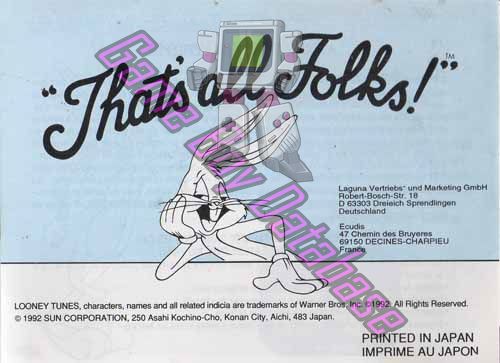 "That's all Folks!"™
Game Boy Database
Laguna Vertriebs- und Marketing GmbH
Robert-Bosch-Str. 18
D 63303 Dreieich Sprendlingen
Deutschland
Ecudis
47 Chemin des Bruyeres
69150 DECINES-CHARPIEU
France
LOONEY TUNES, characters, names and all related indicia are trademarks of Warner Bros, Inc. ©1992. All Rights Reserved.
© 1992 SUN CORPORATION, 250 Asahi Kochino-Cho, Konan City, Aichi, 483 Japan.
PRINTED IN JAPAN
IMPRIME AU JAPON